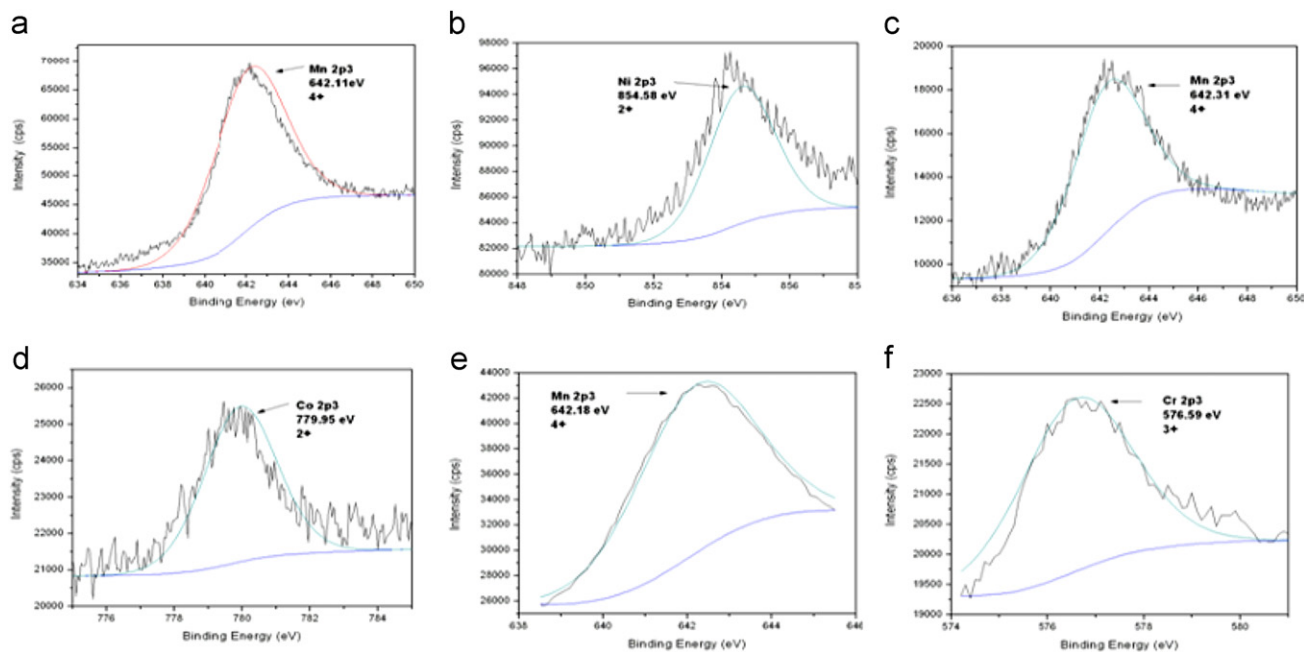 a
70000
65000
60000
55000
50000
45000
40000
35000
Intensity (cps)
Mn 2p3
642.11eV
4+
634 636 638 640 642 644 646 648 650
Binding Energy (ev)
b
98000
96000
94000
92000
90000
88000
86000
84000
82000
80000
Intensity (cps)
Ni 2p3
854.58 eV
2+
848 850 852 854 856 85
Binding Energy (eV)
c
20000
18000
16000
14000
12000
10000
Intensity (cps)
Mn 2p3
642.31 eV
4+
636 638 640 642 644 646 648 650
Binding Energy (eV)
d
26000
25000
24000
23000
22000
21000
20000
Intensity (cps)
Co 2p3
779.95 eV
2+
776 778 780 782 784
Binding Energy (eV)
e
44000
42000
40000
38000
36000
34000
32000
30000
28000
26000
Intensity (cps)
Mn 2p3
642.18 eV
4+
638 640 642 644 646
Binding Energy (eV)
f
23000
22500
22000
21500
21000
20500
20000
19500
19000
Intensity (cps)
Cr 2p3
576.59 eV
3+
574 576 578 580
Binding Energy (eV)